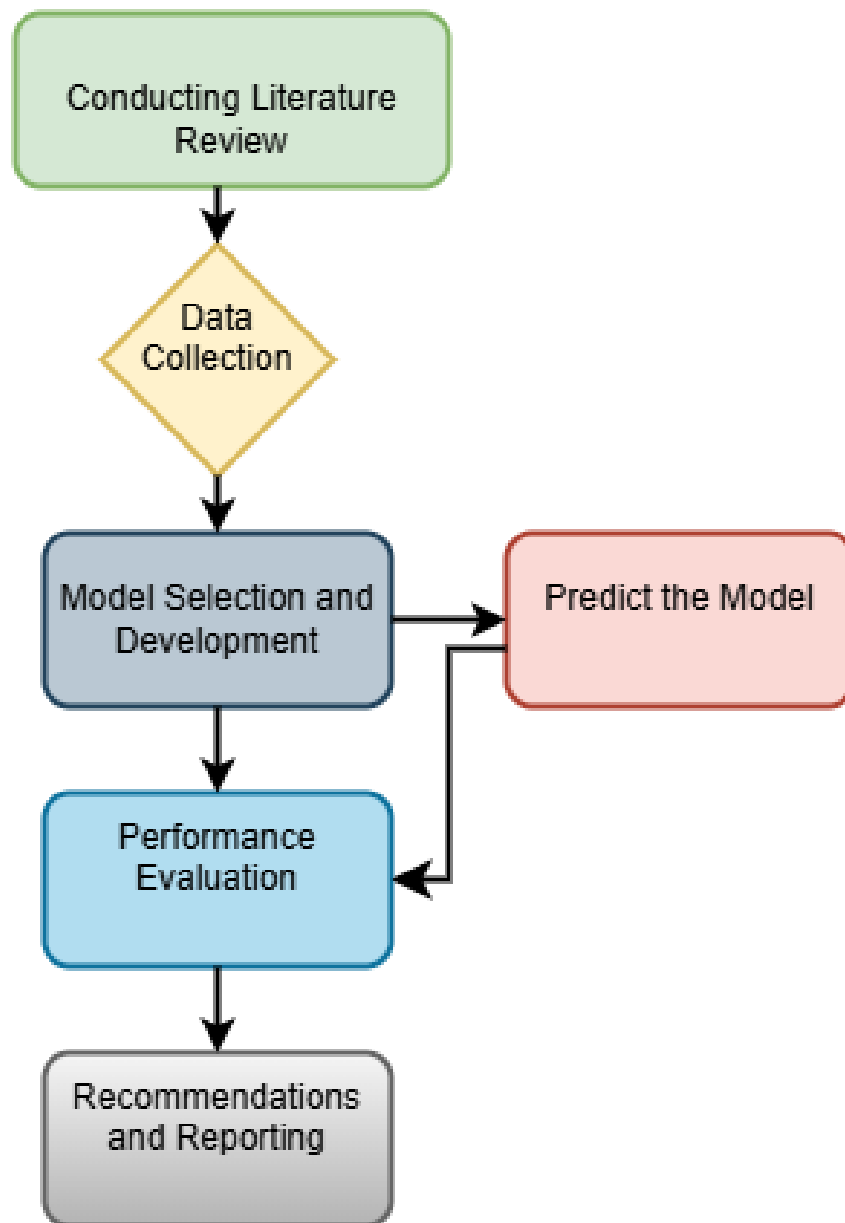 Conducting Literature
Review
Data
Collection
Model Selection and
Development
Predict the Model
Performance
Evaluation
Recommendations
and Reporting